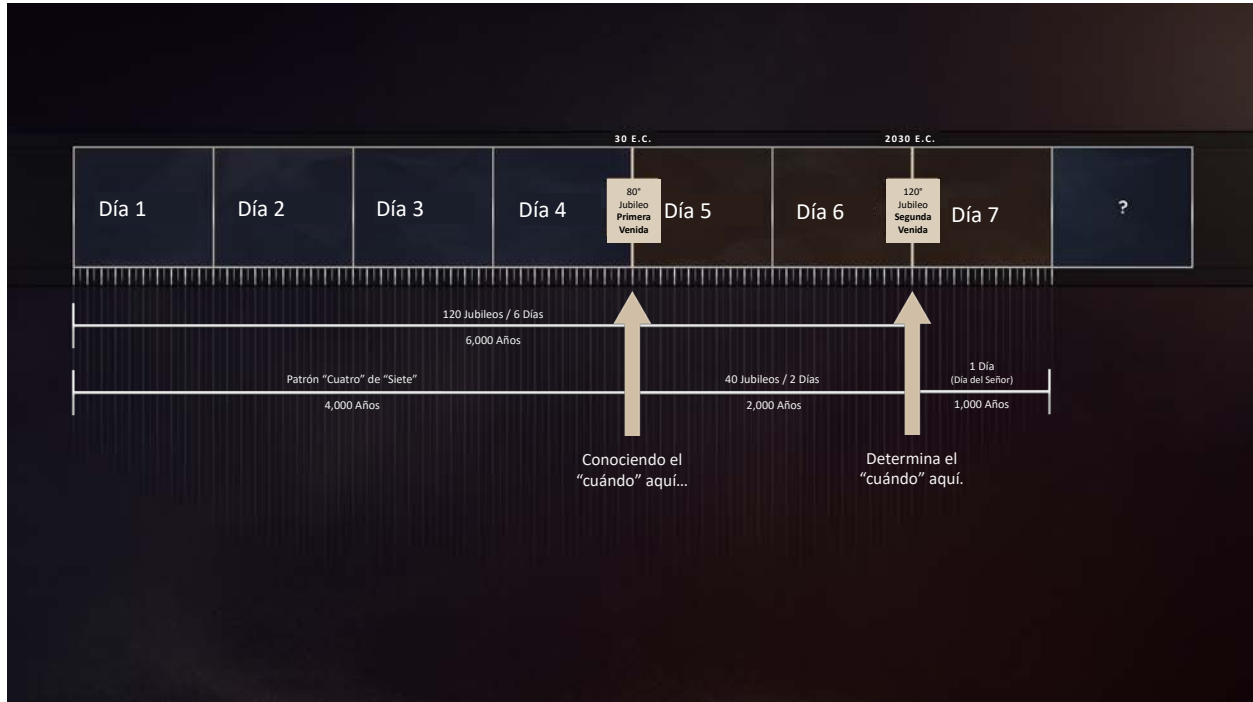 30 E.C.
2030 E.C.
Día 1
Día 2
Día 3
Día 4
80°
Jubileo
Primera
Venida
Día 5
Día 6
120°
Jubileo
Segunda
Venida
Día 7
?
120 Jubileos / 6 Días
6,000 Años
Patrón “Cuatro” de “Siete”
4,000 Años
40 Jubileos / 2 Días
2,000 Años
1 Día
(Día del Señor)
1,000 Años
Conociendo el
“cuándo” aquí...
Determina el
“cuándo” aquí.